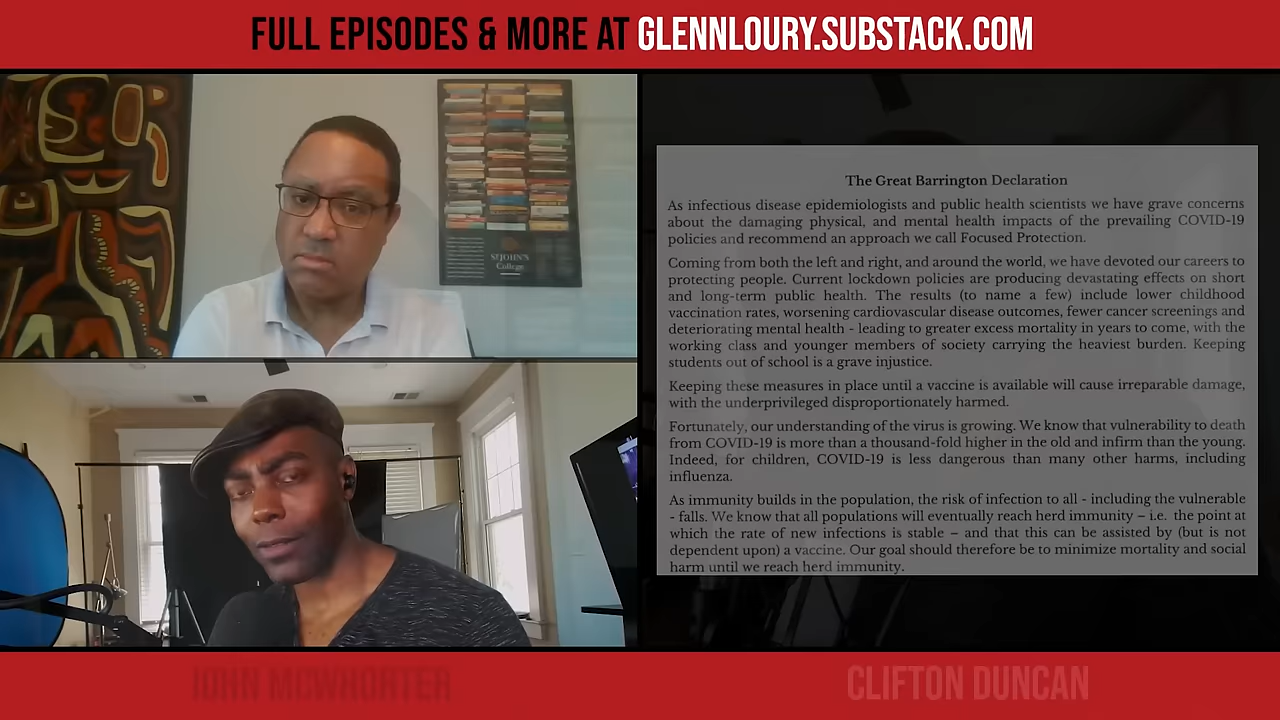 FULL EPISODES & MORE AT GLENNLOURY.SUBSTACK.COM
ST JOHN'S
College
The Great Barrington Declaration
As infectious disease epidemiologists and public health scientists we have grave concerns
about the damaging physical, and mental health impacts of the prevailing COVID-19
policies and recommend an approach we call Focused Protection.
Coming from both the left and right, and around the world, we have devoted our careers to
protecting people. Current lockdown policies are producing devastating effects on short
and long-term public health. The results (to name a few) include lower childhood
vaccination rates, worsening cardiovascular disease outcomes, fewer cancer screenings and
deteriorating mental health - leading to greater excess mortality in years to come, with the
working class and younger members of society carrying the heaviest burden. Keeping
students out of school is a grave injustice.
Keeping these measures in place until a vaccine is available will cause irreparable damage,
with the underprivileged disproportionately harmed.
Fortunately, our understanding of the virus is growing. We know that vulnerability to death
from COVID-19 is more than a thousand-fold higher in the old and infirm than the young.
Indeed, for children, COVID-19 is less dangerous than many other harms, including
influenza.
As immunity builds in the population, the risk of infection to all - including the vulnerable
- falls. We know that all populations will eventually reach herd immunity – i.e. the point at
which the rate of new infections is stable – and that this can be assisted by (but is not
dependent upon) a vaccine. Our goal should therefore be to minimize mortality and social
harm until we reach herd immunity.
JOHN MCWHORTER
CLIFTON DUNCAN